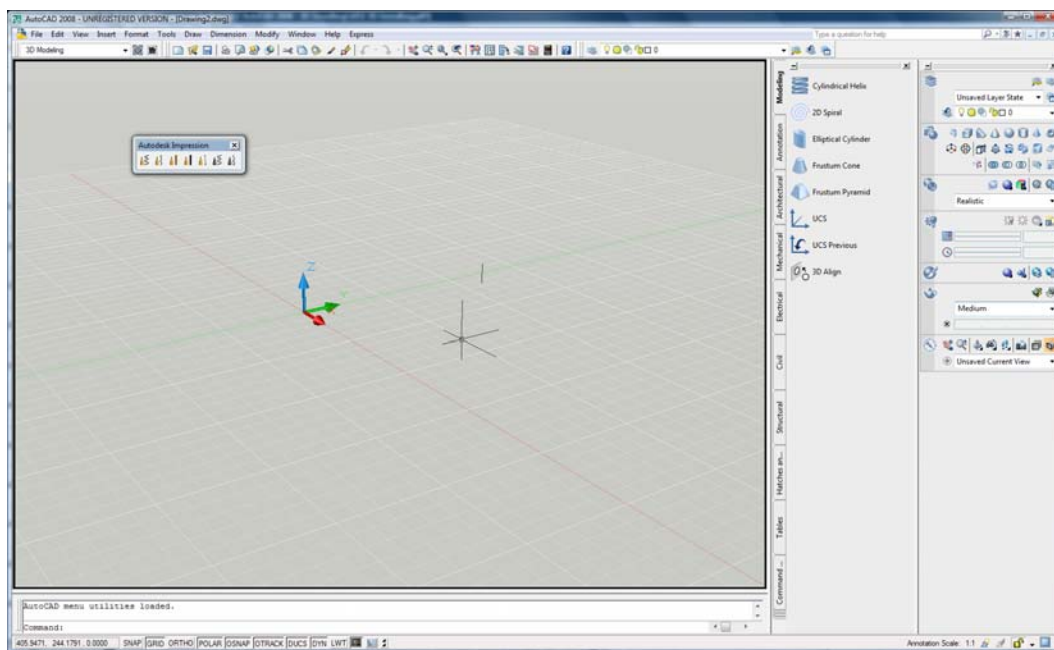 AutoCAD 2008 - UNREGISTERED VERSION - [Drawing2.dwg]
File Edit View Insert Format Tools Draw Dimension Modify Window Help Express
Type a question for help
3D Modeling
0
Modeling
Annotation
Architectural
Mechanical
Electrical
Civil
Structural
Hatches an...
Tables
Command ...
Cylindrical Helix
2D Spiral
Elliptical Cylinder
Frustum Cone
Frustum Pyramid
UCS
UCS Previous
3D Align
Unsaved Layer State
0
Realistic
Medium
Unsaved Current View
Autodesk Impression
Z
Y
AutoCAD menu utilities loaded.
Command:
405.9471, 244.1791, 0.0000 SNAP GRID ORTHO POLAR OSNAP OTRACK DUCS DYN LWT
Annotation Scale: 1:1